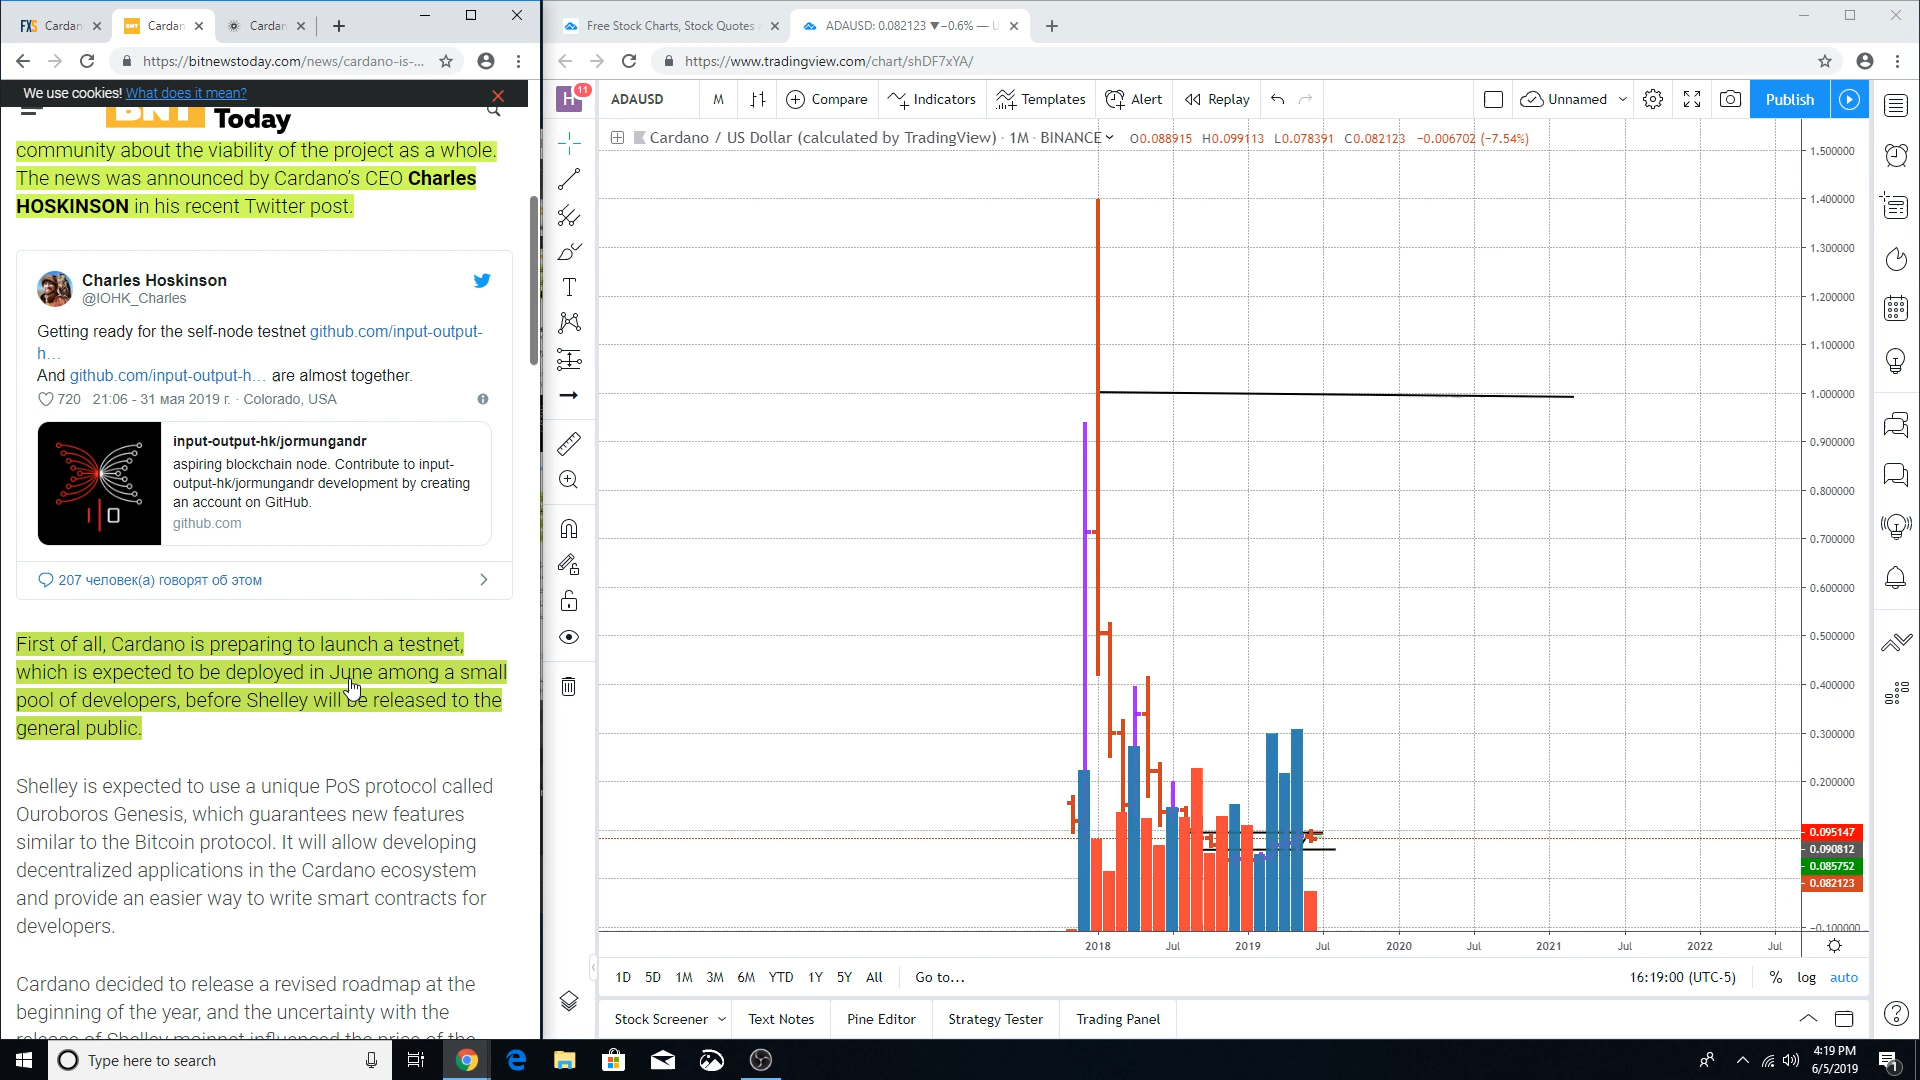 Cardan
Cardan
Cardan
https://bitnewstoday.com/news/cardano-is-...
We use cookies! What does it mean?
BNT Today
community about the viability of the project as a whole.
The news was announced by Cardano's CEO Charles
HOSKINSON in his recent Twitter post.
Charles Hoskinson
@IOHK_Charles
Getting ready for the self-node testnet github.com/input-output-
h…
And github.com/input-output-h… are almost together.
720 21:06 - 31 мая 2019 г. · Colorado, USA
input-output-hk/jormungandr
aspiring blockchain node. Contribute to input-
output-hk/jormungandr development by creating
an account on GitHub.
github.com
207 человек(а) говорят об этом
First of all, Cardano is preparing to launch a testnet,
which is expected to be deployed in June among a small
pool of developers, before Shelley will be released to the
general public.
Shelley is expected to use a unique PoS protocol called
Ouroboros Genesis, which guarantees new features
similar to the Bitcoin protocol. It will allow developing
decentralized applications in the Cardano ecosystem
and provide an easier way to write smart contracts for
developers.
Cardano decided to release a revised roadmap at the
beginning of the year, and the uncertainty with the
release of Shelley mainnet influenced the price of the
Free Stock Charts, Stock Quotes
ADAUSD: 0.082123 ▼−0.6% — U
https://www.tradingview.com/chart/shDF7xYA/
H 11
ADAUSD M Compare Indicators Templates Alert Replay Unnamed Publish
Cardano / US Dollar (calculated by TradingView) · 1M · BINANCE O0.088915 H0.099113 L0.078391 C0.082123 −0.006702 (−7.54%)
1.500000
1.400000
1.300000
1.200000
1.100000
1.000000
0.900000
0.800000
0.700000
0.600000
0.500000
0.400000
0.300000
0.200000
0.095147
0.090812
0.085752
0.082123
−0.100000
2018 Jul 2019 Jul 2020 Jul 2021 Jul 2022 Jul
1D 5D 1M 3M 6M YTD 1Y 5Y All Go to...
16:19:00 (UTC-5) % log auto
Stock Screener Text Notes Pine Editor Strategy Tester Trading Panel
Type here to search
4:19 PM
6/5/2019
1